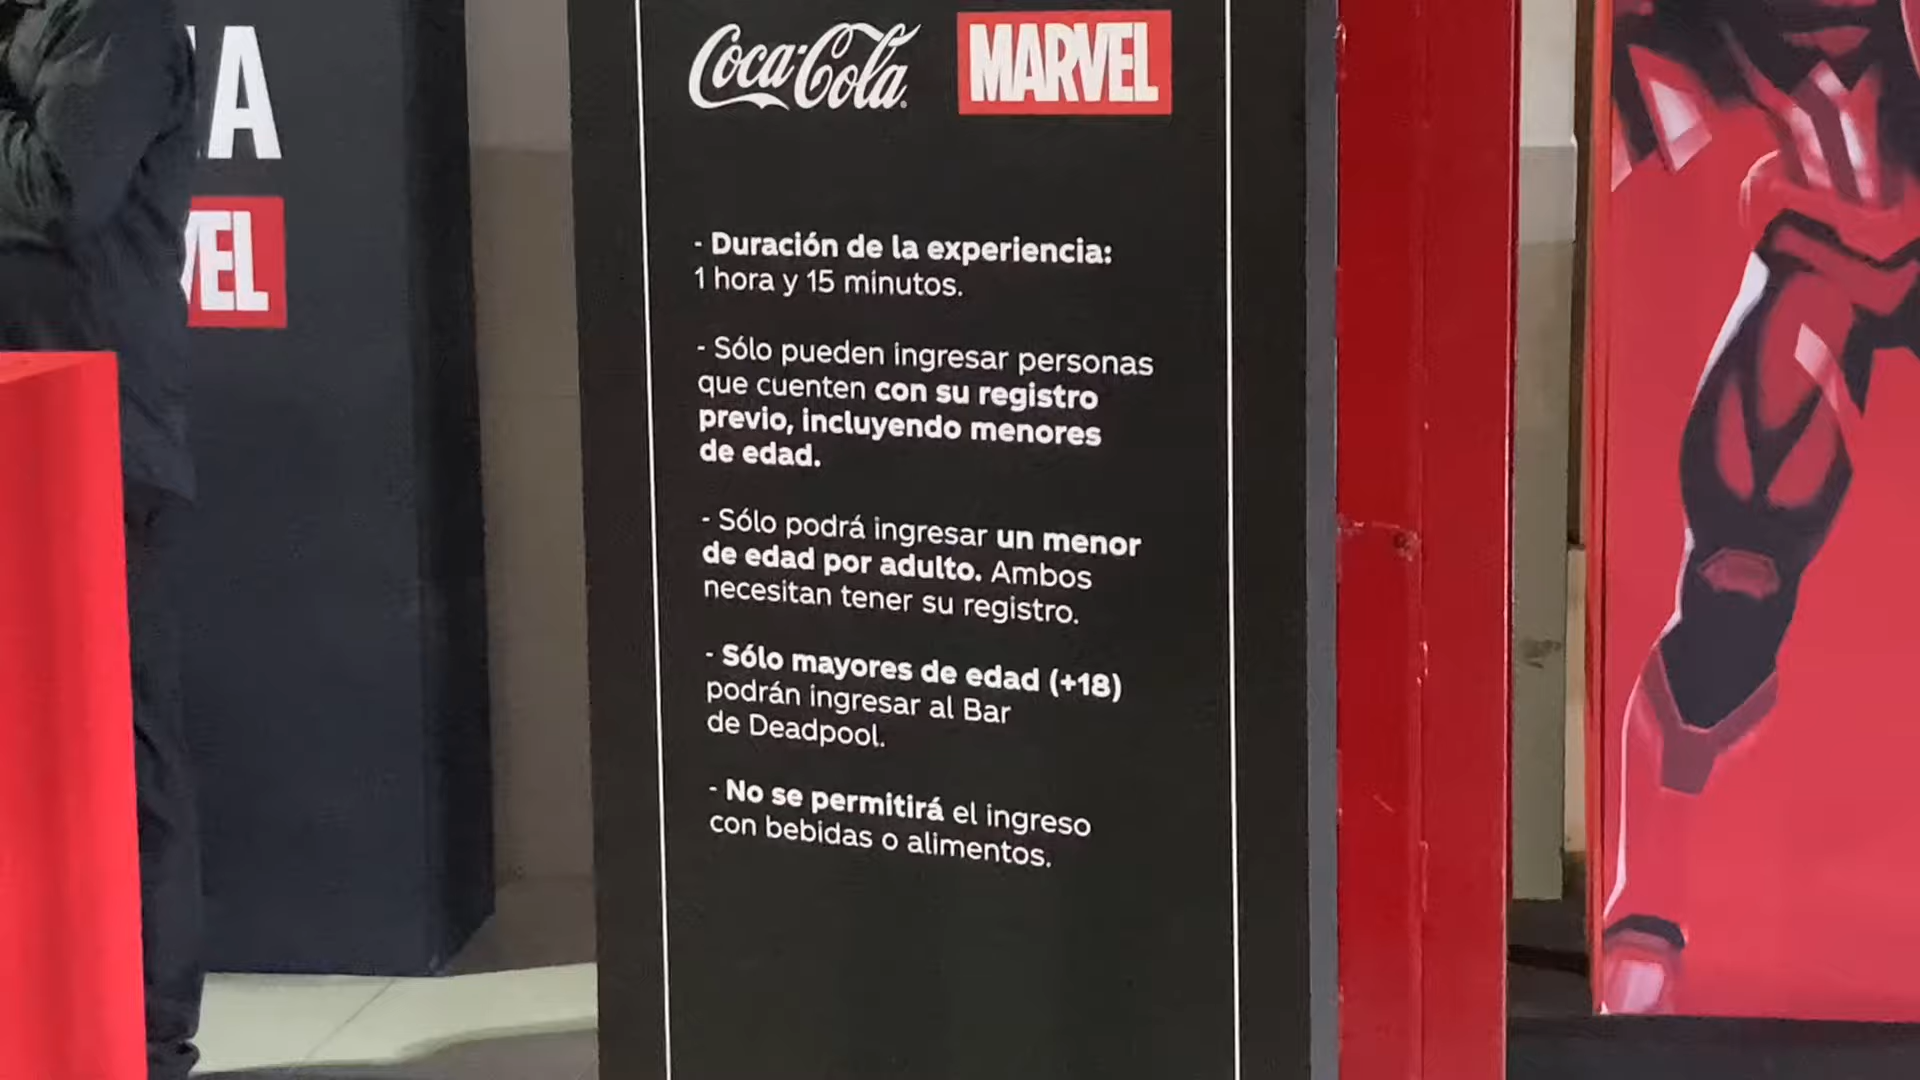 Coca-Cola
MARVEL
A
VEL
- Duración de la experiencia:
1 hora y 15 minutos.
- Sólo pueden ingresar personas
que cuenten con su registro
previo, incluyendo menores
de edad.
- Sólo podrá ingresar un menor
de edad por adulto. Ambos
necesitan tener su registro.
- Sólo mayores de edad (+18)
podrán ingresar al Bar
de Deadpool.
- No se permitirá el ingreso
con bebidas o alimentos.